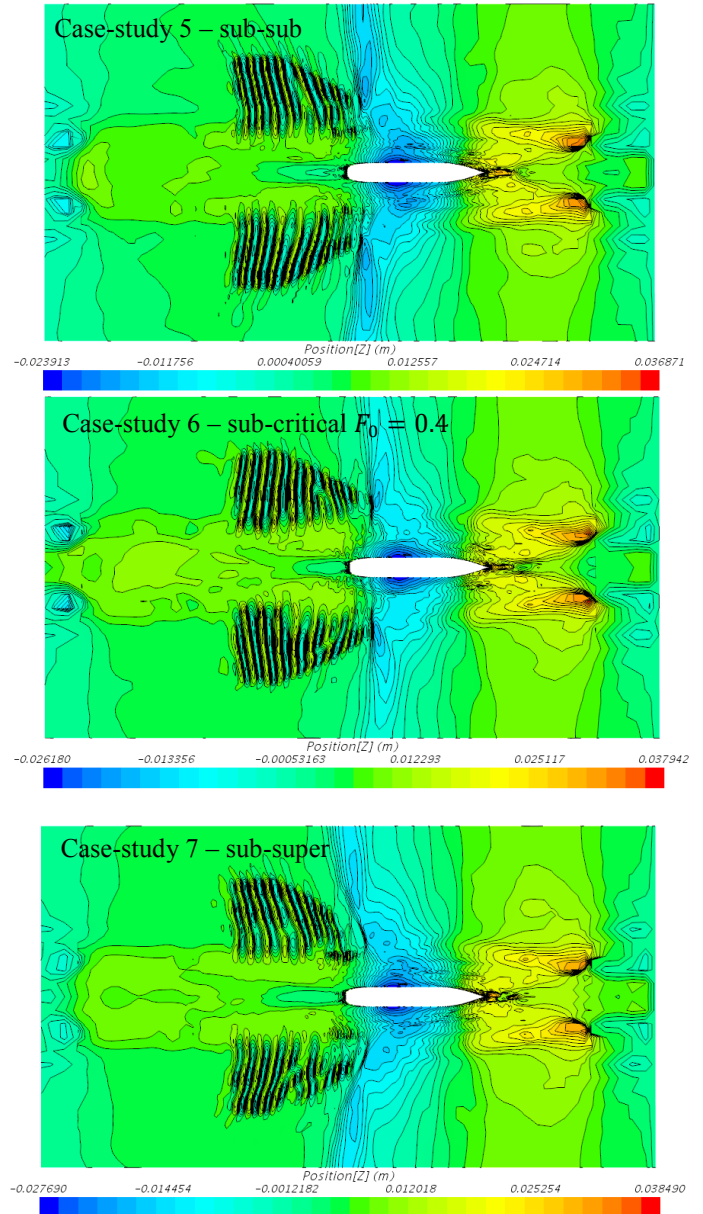 Case-study 5 – sub-sub
Position[Z] (m)
-0.023913 -0.011756 0.00040059 0.012557 0.024714 0.036871
Case-study 6 – sub-critical F₀ = 0.4
Position[Z] (m)
-0.026180 -0.013356 -0.00053163 0.012293 0.025117 0.037942
Case-study 7 – sub-super
Position[Z] (m)
-0.027690 -0.014454 -0.0012182 0.012018 0.025254 0.038490